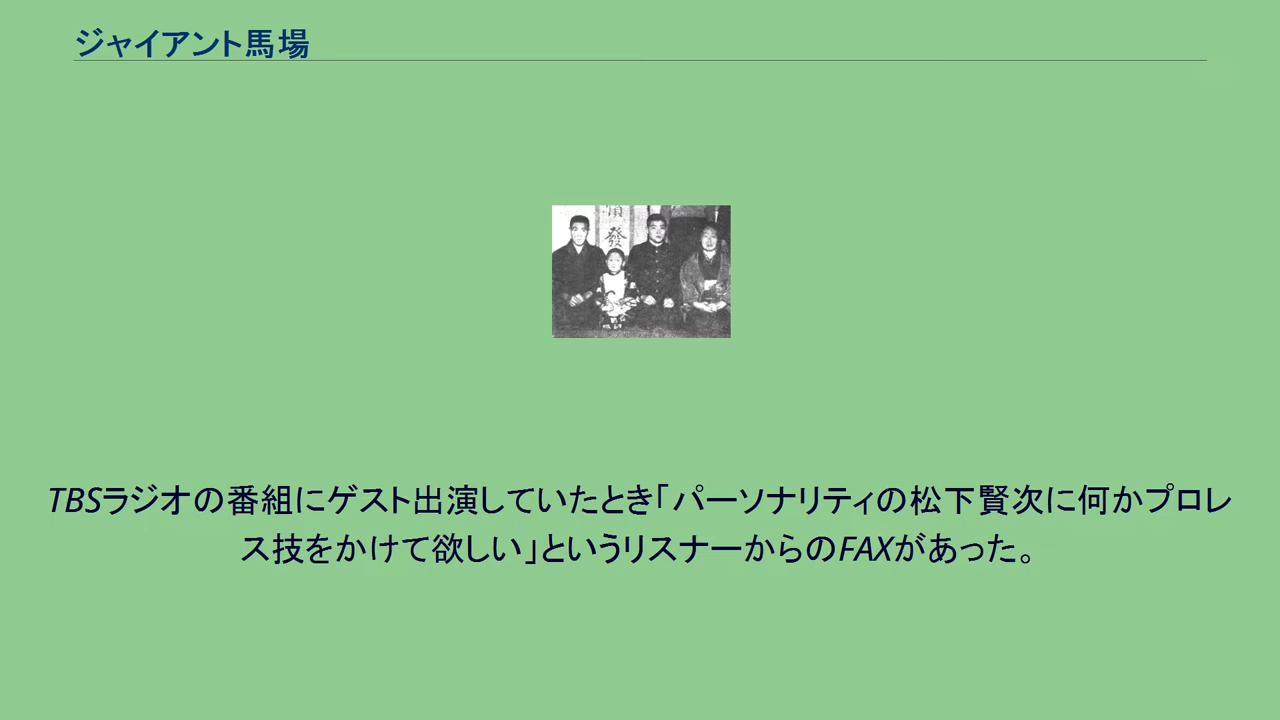 ジャイアント馬場
發
TBSラジオの番組にゲスト出演していたとき「パーソナリティの松下賢次に何かプロレ
ス技をかけて欲しい」というリスナーからのFAXがあった。